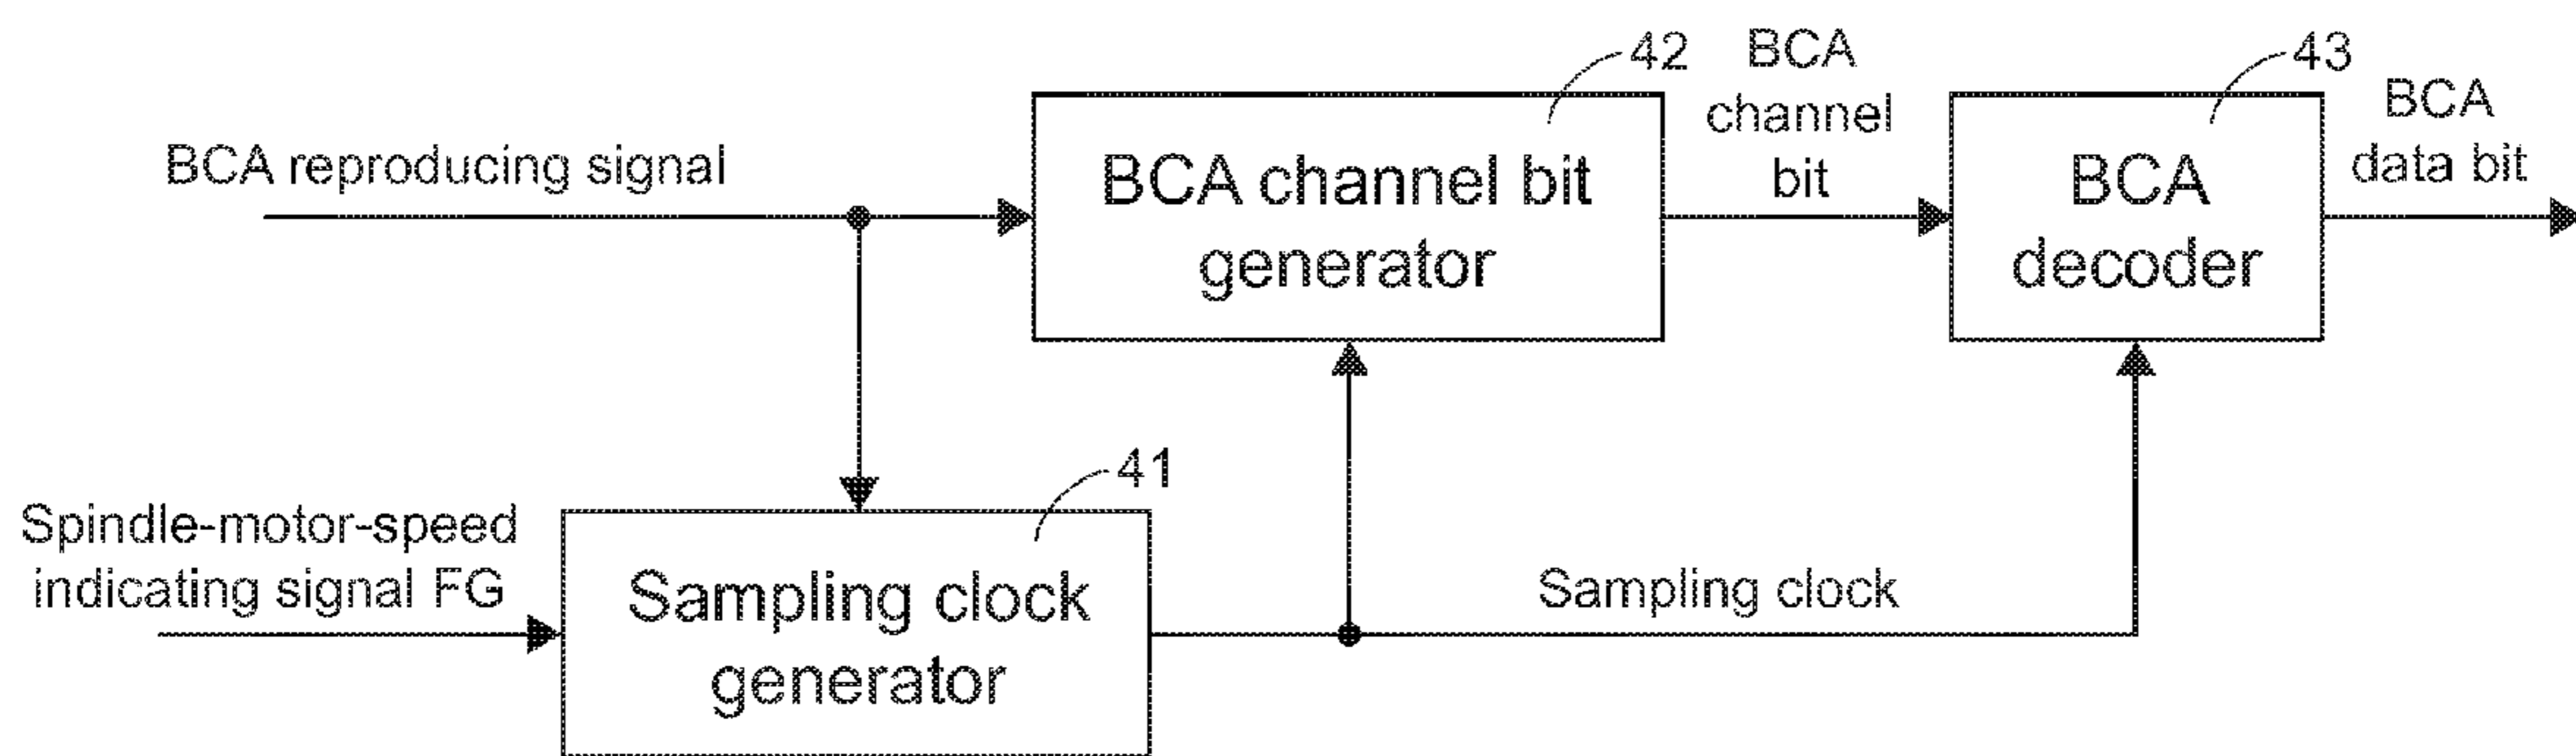 42
BCA
channel
bit
43
BCA
data bit
BCA reproducing signal
BCA channel bit
generator
BCA
decoder
41
Spindle-motor-speed
indicating signal FG
Sampling clock
generator
Sampling clock